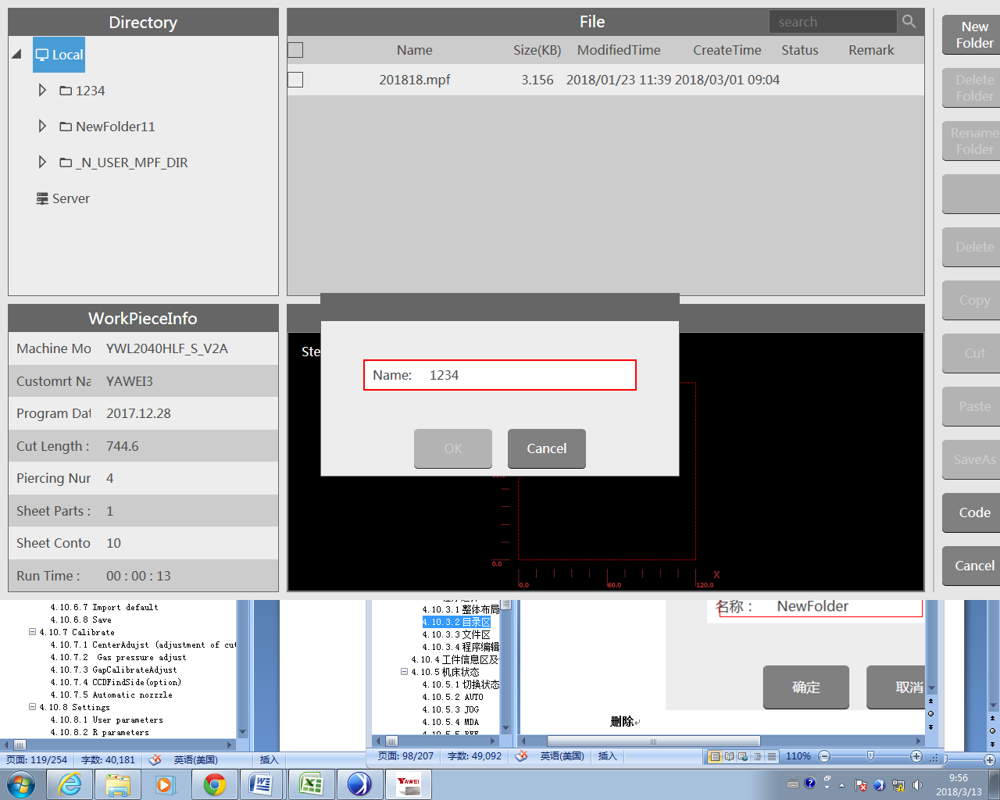 Directory
Local
1234
NewFolder11
_N_USER_MPF_DIR
Server
File
search
Name Size(KB) ModifiedTime CreateTime Status Remark
201818.mpf 3.156 2018/01/23 11:39 2018/03/01 09:04
New
Folder
Delete
Folder
Rename
Folder
Delete
Copy
Cut
Paste
SaveAs
Code
Cancel
WorkPieceInfo
Machine Mo YWL2040HLF_S_V2A
Customrt Na YAWEI3
Program Dat 2017.12.28
Cut Length : 744.6
Piercing Nur 4
Sheet Parts : 1
Sheet Conto 10
Run Time : 00 : 00 : 13
Ste
Name: 1234
OK Cancel
0.0
0.0 60.0 120.0
X
4.10.6.7 Import default
4.10.6.8 Save
4.10.7 Calibrate
4.10.7.1 CenterAdujst (adjustment of cut
4.10.7.2 Gas pressure adjust
4.10.7.3 GapCalibrateAdjust
4.10.7.4 CCDFindSide(option)
4.10.7.5 Automatic nozzzle
4.10.8 Settings
4.10.8.1 User parameters
4.10.8.2 R parameters
页面: 119/254 字数: 40,181 英语(美国) 插入
4.10.3.1 整体布局
4.10.3.2 目录区
4.10.3.3 文件区
4.10.3.4 程序编辑
4.10.4 工件信息区及
4.10.5 机床状态
4.10.5.1 切换状态
4.10.5.2 AUTO
4.10.5.3 JOG
4.10.5.4 MDA
4.10.5.5 REF
名称： NewFolder
确定 取消
删除
页面: 98/207 字数: 49,092 英语(美国) 插入 110%
YAWEI
9:56
2018/3/13